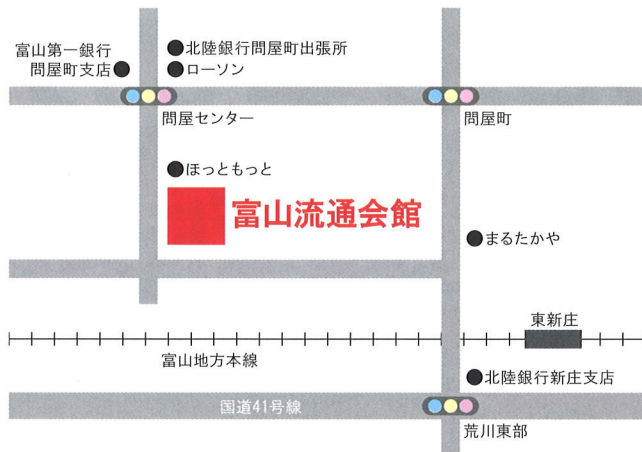 富山第一銀行
問屋町支店
北陸銀行問屋町出張所
ローソン
問屋センター
問屋町
ほっともっと
富山流通会館
まるたかや
東新庄
富山地方本線
北陸銀行新庄支店
国道41号線
荒川東部